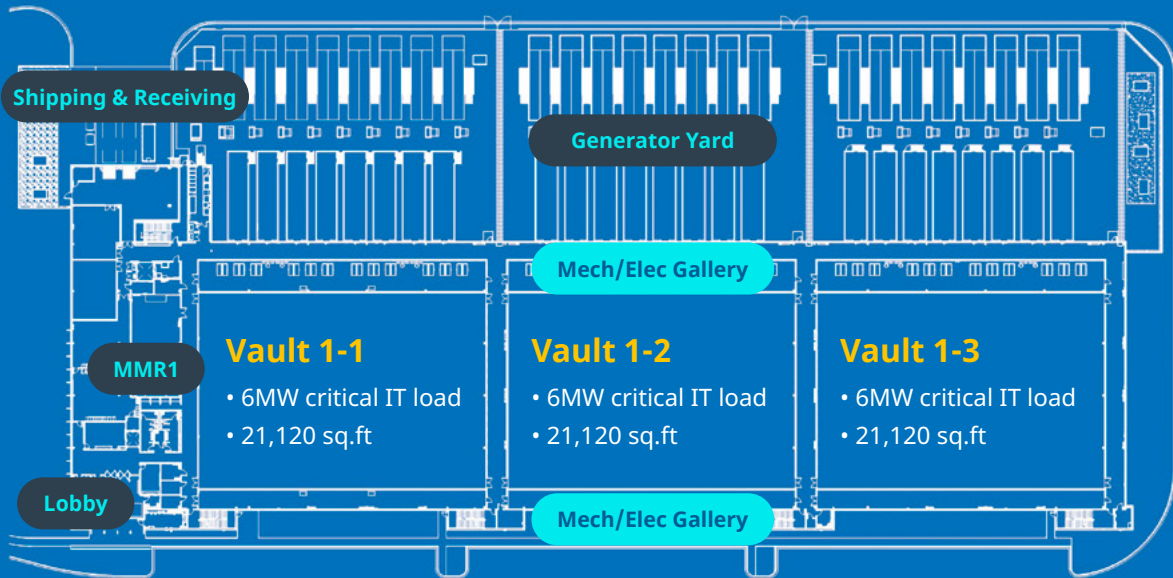 Shipping & Receiving
Generator Yard
Mech/Elec Gallery
Vault 1-1
• 6MW critical IT load
• 21,120 sq.ft
Vault 1-2
• 6MW critical IT load
• 21,120 sq.ft
Vault 1-3
• 6MW critical IT load
• 21,120 sq.ft
MMR1
Lobby
Mech/Elec Gallery